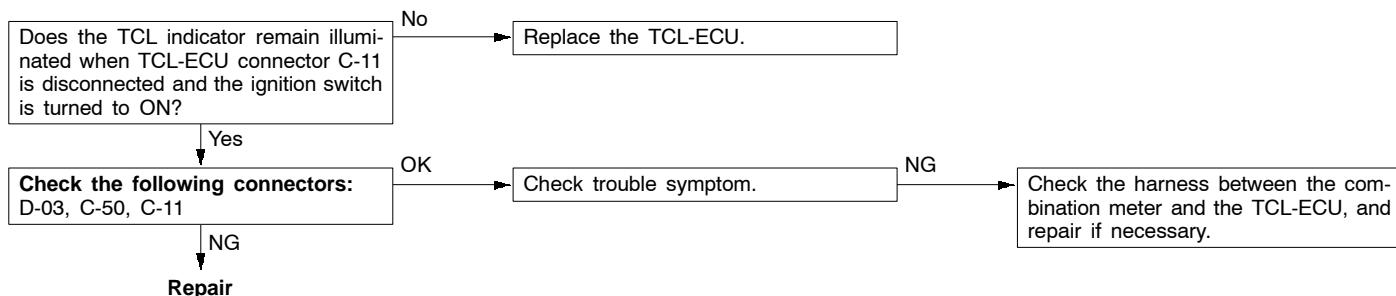 Does the TCL indicator remain illumi-
nated when TCL-ECU connector C-11
is disconnected and the ignition switch
is turned to ON?
No
Replace the TCL-ECU.
Yes
Check the following connectors:
D-03, C-50, C-11
OK
Check trouble symptom.
NG
Check the harness between the com-
bination meter and the TCL-ECU, and
repair if necessary.
NG
Repair